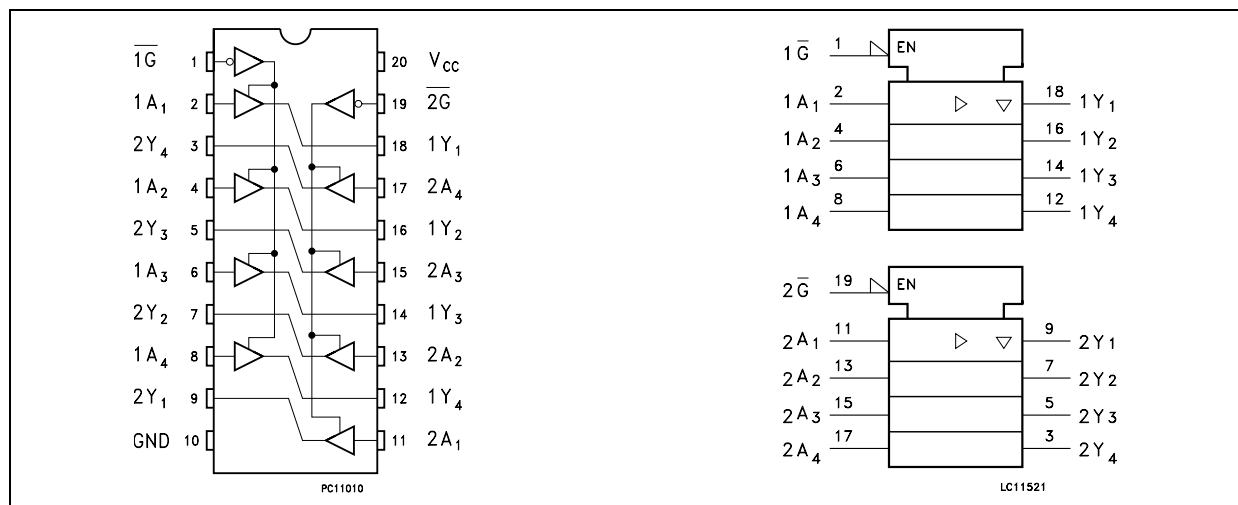 1G̅ 1 20 VCC
1A1 2 19 2G̅
2Y4 3 18 1Y1
1A2 4 17 2A4
2Y3 5 16 1Y2
1A3 6 15 2A3
2Y2 7 14 1Y3
1A4 8 13 2A2
2Y1 9 12 1Y4
GND 10 11 2A1
PC11010
1G̅ 1 EN
1A1 2 18 1Y1
1A2 4 16 1Y2
1A3 6 14 1Y3
1A4 8 12 1Y4
2G̅ 19 EN
2A1 11 9 2Y1
2A2 13 7 2Y2
2A3 15 5 2Y3
2A4 17 3 2Y4
LC11521